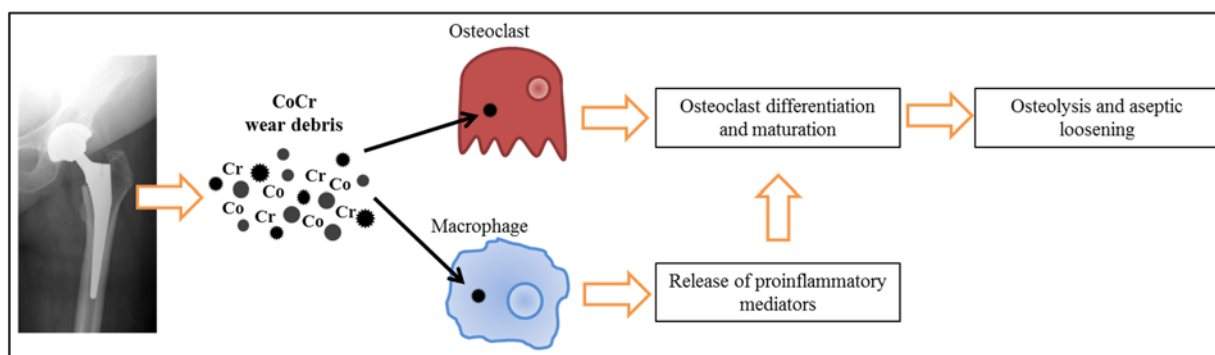 Osteoclast
CoCr
wear debris
Cr
Cr
Co
Co
Co
Cr
Co
Cr
Macrophage
Osteoclast differentiation
and maturation
Osteolysis and aseptic
loosening
Release of proinflammatory
mediators